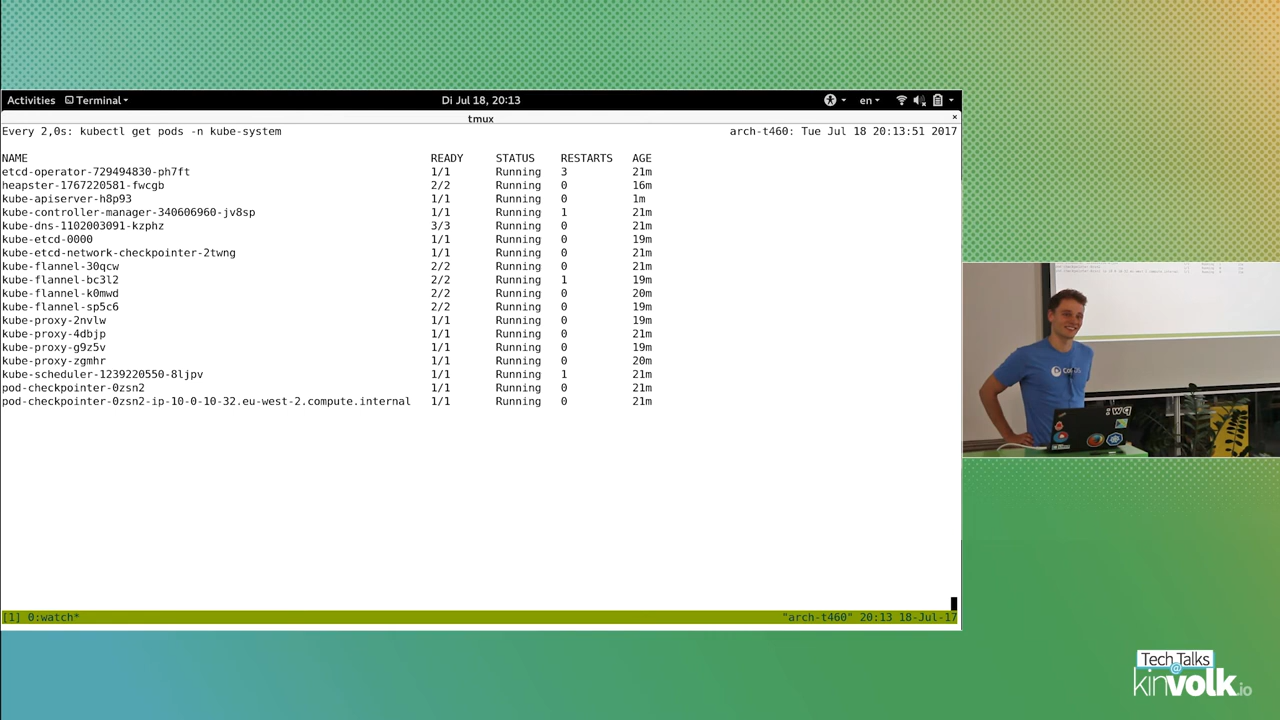 Activities Terminal Di Jul 18, 20:13 en
tmux ×
Every 2,0s: kubectl get pods -n kube-system arch-t460: Tue Jul 18 20:13:51 2017
NAME READY STATUS RESTARTS AGE
etcd-operator-729494830-ph7ft 1/1 Running 3 21m
heapster-1767220581-fwcgb 2/2 Running 0 16m
kube-apiserver-h8p93 1/1 Running 0 1m
kube-controller-manager-340606960-jv8sp 1/1 Running 1 21m
kube-dns-1102003091-kzphz 3/3 Running 0 21m
kube-etcd-0000 1/1 Running 0 19m
kube-etcd-network-checkpointer-2twng 1/1 Running 0 21m
kube-flannel-30qcw 2/2 Running 0 21m
kube-flannel-bc3l2 2/2 Running 1 19m
kube-flannel-k0mwd 2/2 Running 0 20m
kube-flannel-sp5c6 2/2 Running 0 19m
kube-proxy-2nvlw 1/1 Running 0 19m
kube-proxy-4dbjp 1/1 Running 0 21m
kube-proxy-g9z5v 1/1 Running 0 19m
kube-proxy-zgmhr 1/1 Running 0 20m
kube-scheduler-1239220550-8ljpv 1/1 Running 1 21m
pod-checkpointer-0zsn2 1/1 Running 0 21m
pod-checkpointer-0zsn2-ip-10-0-10-32.eu-west-2.compute.internal 1/1 Running 0 21m
:wq
[1] 0:watch* "arch-t460" 20:13 18-Jul-17
Tech Talks
@
kinvolk.io